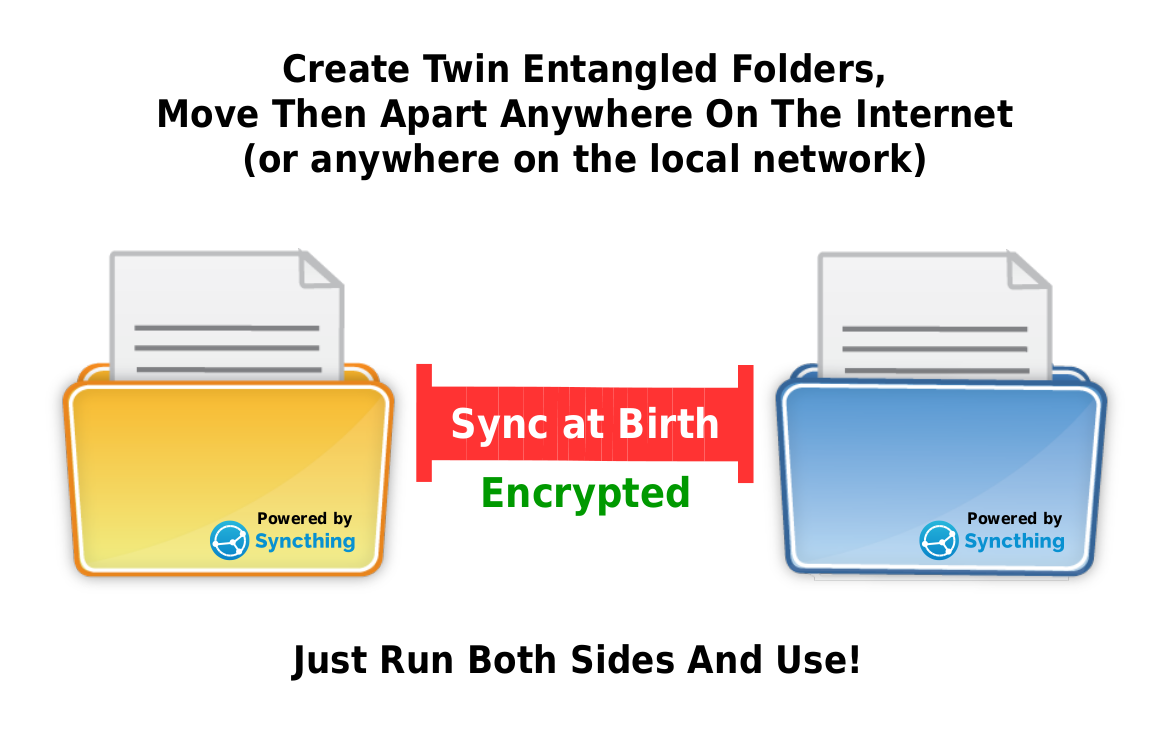 Create Twin Entangled Folders,
Move Then Apart Anywhere On The Internet
(or anywhere on the local network)
Sync at Birth
Encrypted
Powered by
Syncthing
Powered by
Syncthing
Just Run Both Sides And Use!